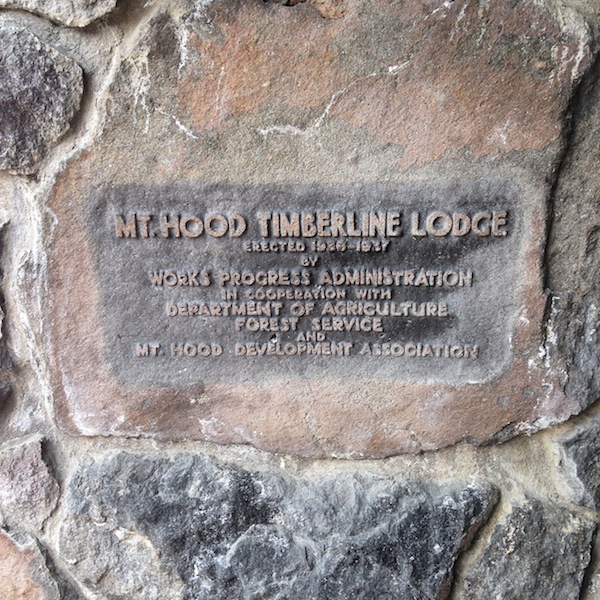 MT. HOOD TIMBERLINE LODGE
ERECTED 1936-1937
BY
WORKS PROGRESS ADMINISTRATION
IN COOPERATION WITH
DEPARTMENT OF AGRICULTURE
FOREST SERVICE
AND
MT. HOOD DEVELOPMENT ASSOCIATION